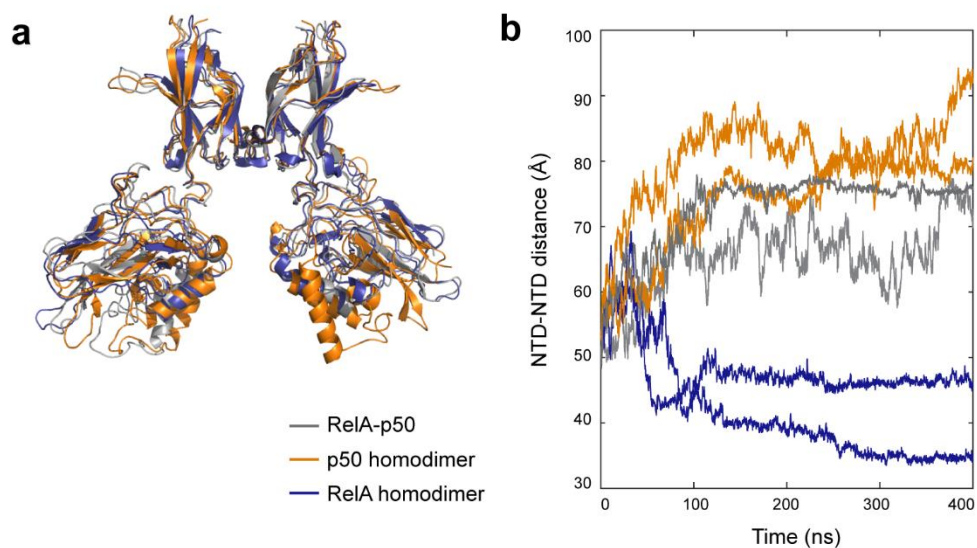 a
RelA-p50
p50 homodimer
RelA homodimer
b
NTD-NTD distance (Å)
100
90
80
70
60
50
40
30
0 100 200 300 400
Time (ns)